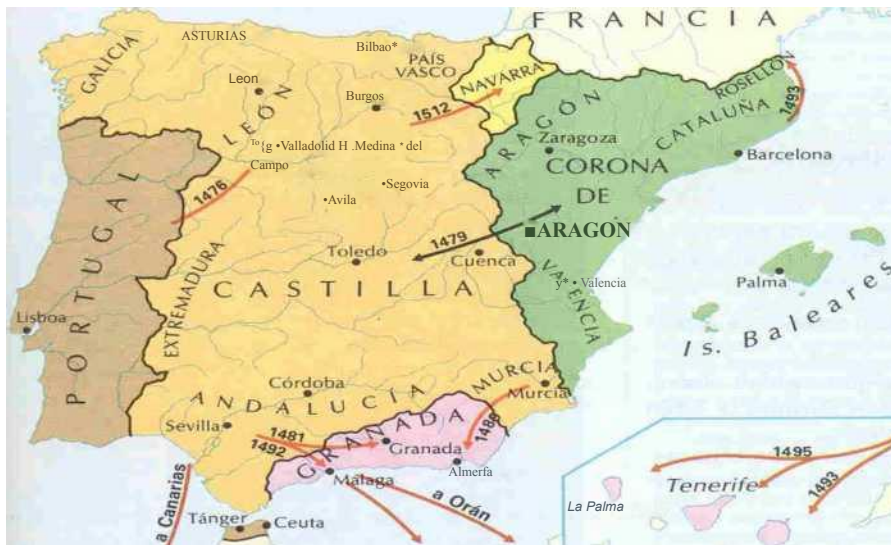 FRANCIA
ASTURIAS
Bilbao*
GALICIA
PAÍS
VASCO
NAVARRA
Leon
Burgos
1512
LEÓN
ARAGÓN
ROSELLÓN
1493
CATALUÑA
Zaragoza
Barcelona
•Valladolid H .Medina • del
Campo
CORONA
DE
■ARAGON
1476
•Segovia
•Avila
PORTUGAL
1479
Toledo
Cuenca
EXTREMADURA
CASTILLA
VALENCIA
y* • Valencia
Palma
Is. Baleares
Lisboa
Córdoba
MURCIA
Murcia
ANDALUCÍA
Sevilla
1481
1492
GRANADA
Granada
1488
Almerfa
Málaga
a Canarias
a Orán
Tánger
Ceuta
1495
La Palma
Tenerife
1493